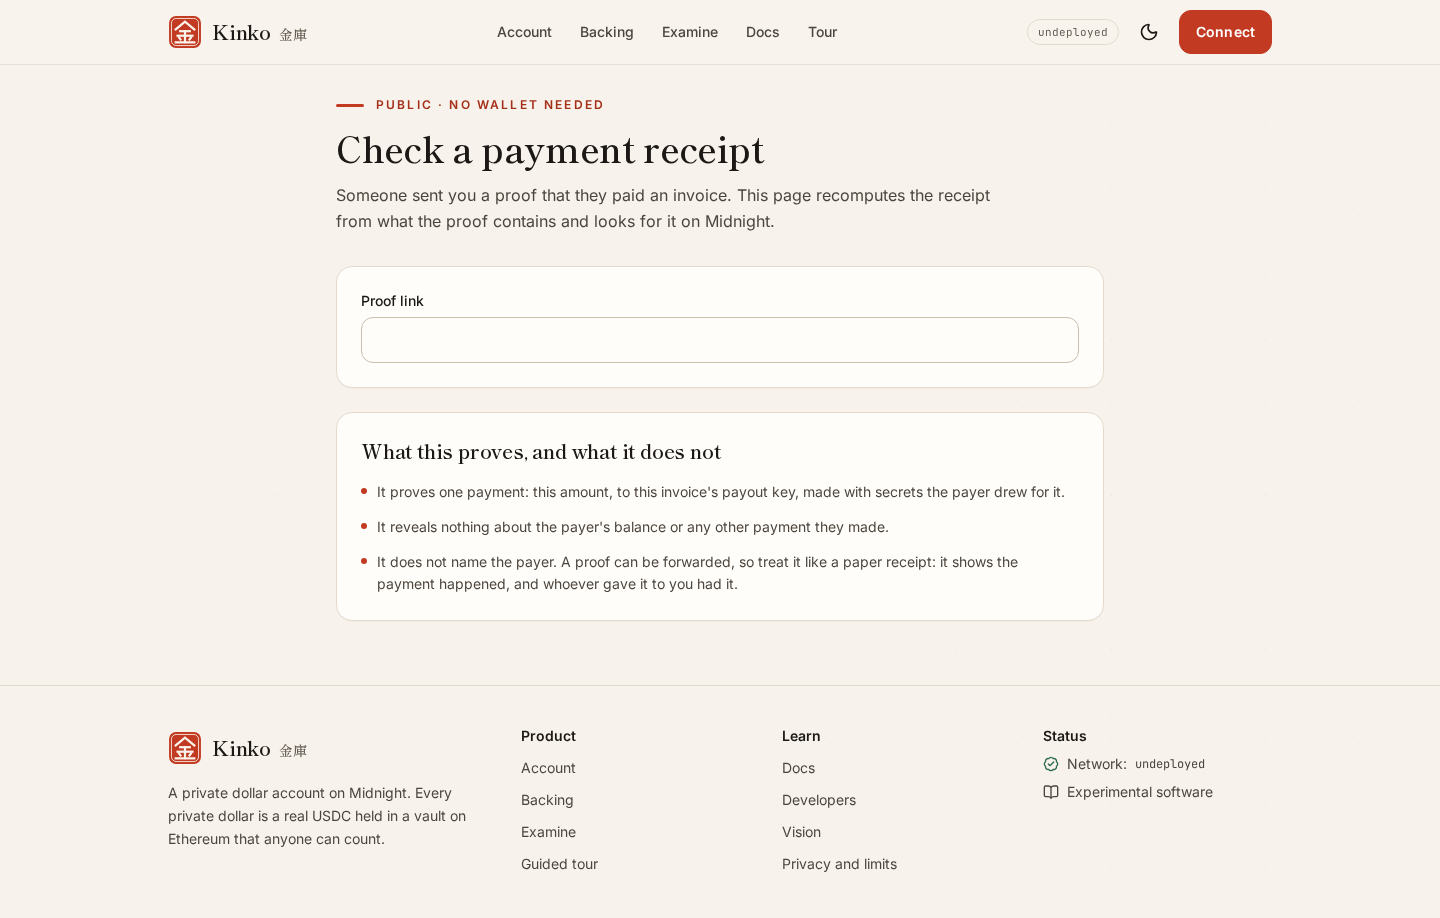 金 Kinko 金庫
Account Backing Examine Docs Tour
undeployed
Connect
PUBLIC · NO WALLET NEEDED
Check a payment receipt
Someone sent you a proof that they paid an invoice. This page recomputes the receipt
from what the proof contains and looks for it on Midnight.
Proof link
What this proves, and what it does not
It proves one payment: this amount, to this invoice's payout key, made with secrets the payer drew for it.
It reveals nothing about the payer's balance or any other payment they made.
It does not name the payer. A proof can be forwarded, so treat it like a paper receipt: it shows the
payment happened, and whoever gave it to you had it.
金 Kinko 金庫
A private dollar account on Midnight. Every
private dollar is a real USDC held in a vault on
Ethereum that anyone can count.
Product
Account
Backing
Examine
Guided tour
Learn
Docs
Developers
Vision
Privacy and limits
Status
Network: undeployed
Experimental software